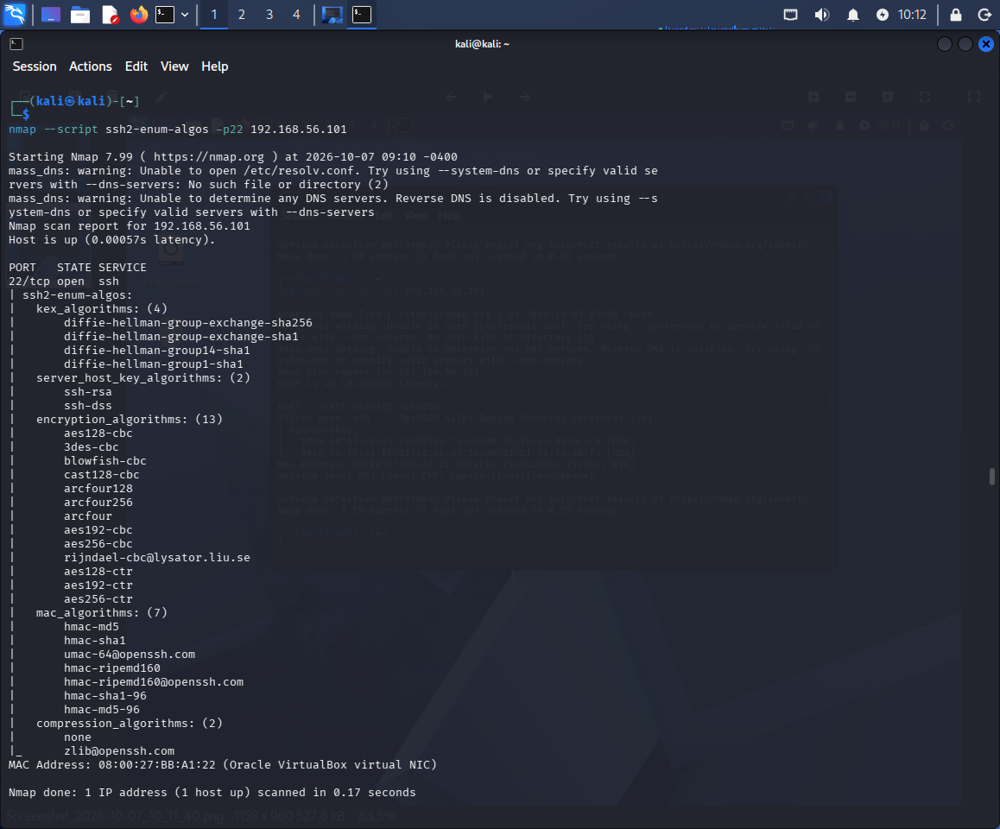 1 2 3 4 10:12
kali@kali: ~
Session Actions Edit View Help
┌──(kali㉿kali)-[~]
└─$
nmap --script ssh2-enum-algos -p22 192.168.56.101
Starting Nmap 7.99 ( https://nmap.org ) at 2026-10-07 09:10 -0400
mass_dns: warning: Unable to open /etc/resolv.conf. Try using --system-dns or specify valid se
rvers with --dns-servers: No such file or directory (2)
mass_dns: warning: Unable to determine any DNS servers. Reverse DNS is disabled. Try using --s
ystem-dns or specify valid servers with --dns-servers
Nmap scan report for 192.168.56.101
Host is up (0.00057s latency).
PORT   STATE SERVICE
22/tcp open  ssh
| ssh2-enum-algos:
|   kex_algorithms: (4)
|       diffie-hellman-group-exchange-sha256
|       diffie-hellman-group-exchange-sha1
|       diffie-hellman-group14-sha1
|       diffie-hellman-group1-sha1
|   server_host_key_algorithms: (2)
|       ssh-rsa
|       ssh-dss
|   encryption_algorithms: (13)
|       aes128-cbc
|       3des-cbc
|       blowfish-cbc
|       cast128-cbc
|       arcfour128
|       arcfour256
|       arcfour
|       aes192-cbc
|       aes256-cbc
|       rijndael-cbc@lysator.liu.se
|       aes128-ctr
|       aes192-ctr
|       aes256-ctr
|   mac_algorithms: (7)
|       hmac-md5
|       hmac-sha1
|       umac-64@openssh.com
|       hmac-ripemd160
|       hmac-ripemd160@openssh.com
|       hmac-sha1-96
|       hmac-md5-96
|   compression_algorithms: (2)
|       none
|_      zlib@openssh.com
MAC Address: 08:00:27:BB:A1:22 (Oracle VirtualBox virtual NIC)
Nmap done: 1 IP address (1 host up) scanned in 0.17 seconds
Screenshot_2026-10-07_10_11_40.png 1158 x 960 527.6 kB 83.5%